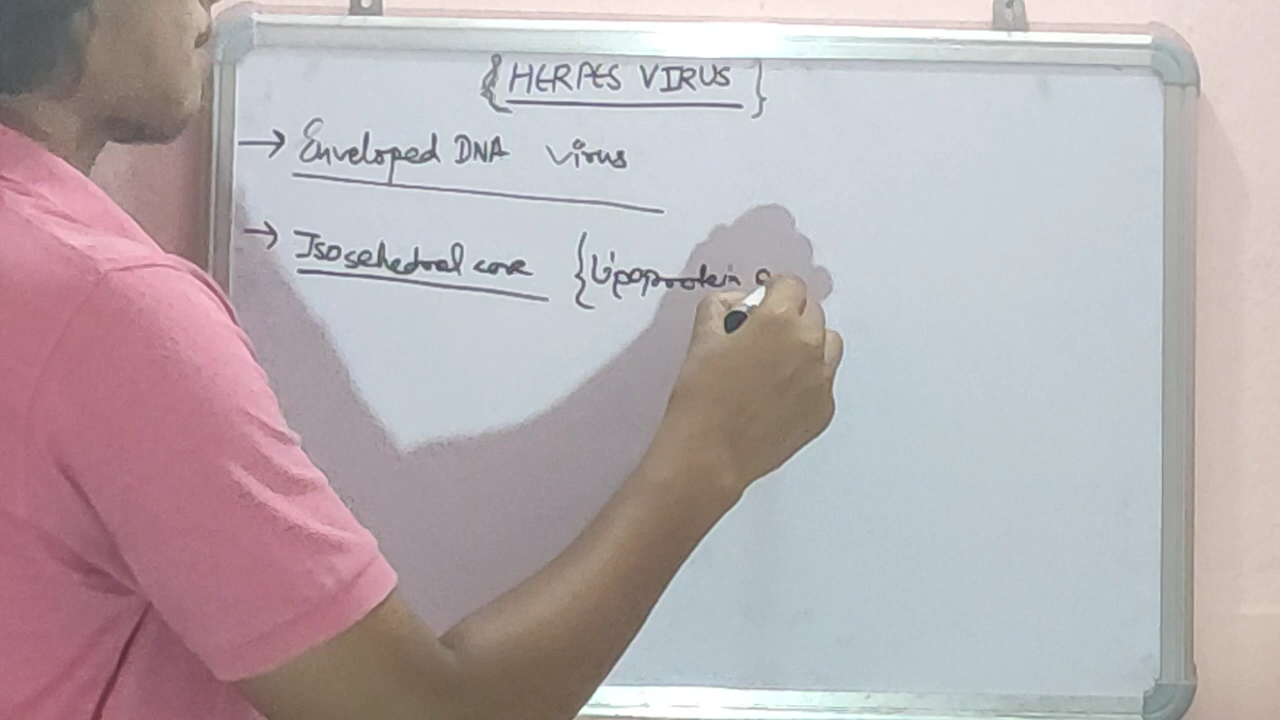 {HERPES VIRUS}
→ Enveloped DNA virus
→ Isosehedral core {Lipoprotein